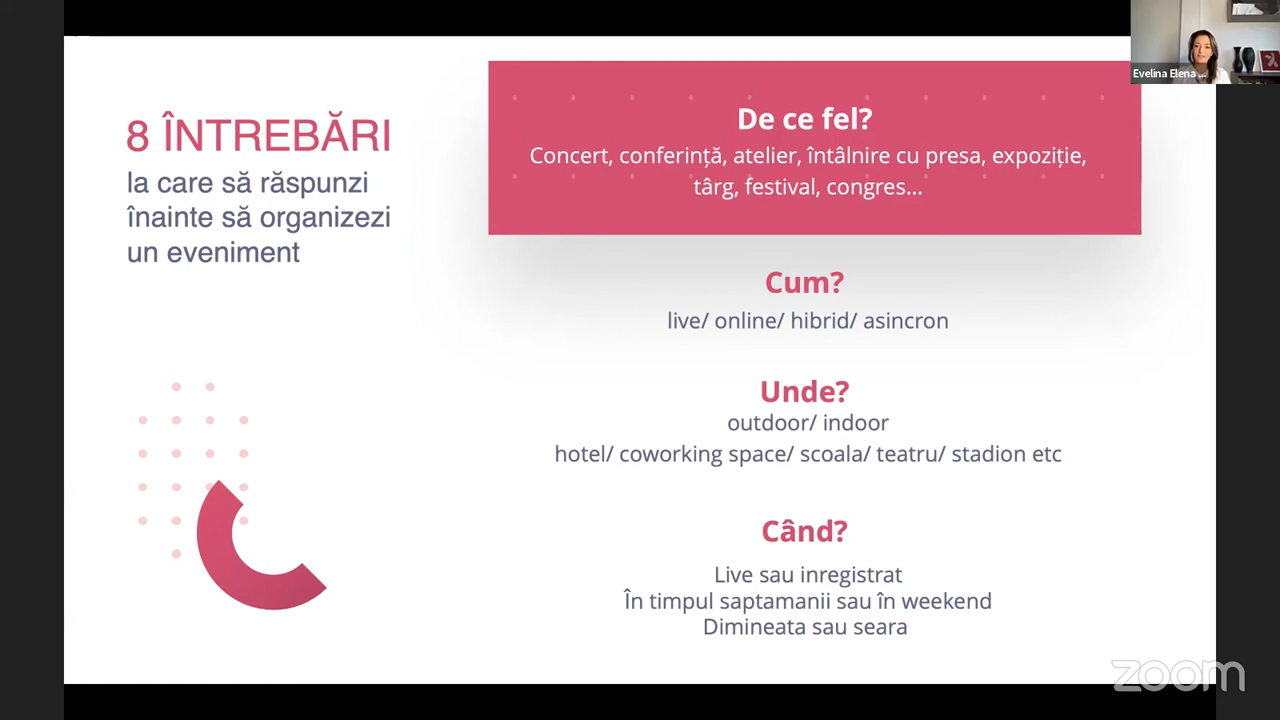 8 ÎNTREBĂRI
la care să răspunzi
înainte să organizezi
un eveniment
De ce fel?
Concert, conferință, atelier, întâlnire cu presa, expoziție,
târg, festival, congres...
Cum?
live/ online/ hibrid/ asincron
Unde?
outdoor/ indoor
hotel/ coworking space/ scoala/ teatru/ stadion etc
Când?
Live sau inregistrat
În timpul saptamanii sau în weekend
Dimineata sau seara
Evelina Elena ...
zoom